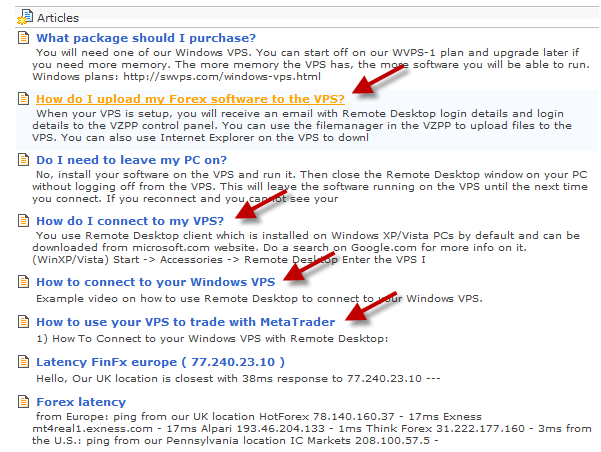 Articles
What package should I purchase?
You will need one of our Windows VPS. You can start off on our WVPS-1 plan and upgrade later if
you need more memory. The more memory the VPS has, the more software you will be able to run.
Windows plans: http://swvps.com/windows-vps.html
How do I upload my Forex software to the VPS?
When your VPS is setup, you will receive an email with Remote Desktop login details and login
details to the VZPP control panel. You can use the filemanager in the VZPP to upload files to the
VPS. You can also use Internet Explorer on the VPS to downl
Do I need to leave my PC on?
No, install your software on the VPS and run it. Then close the Remote Desktop window on your PC
without logging off from the VPS. This will leave the software running on the VPS until the next time
you connect. If you reconnect and you cannot see your
How do I connect to my VPS?
You use Remote Desktop client which is installed on Windows XP/Vista PCs by default and can be
downloaded from microsoft.com website. Do a search on Google.com for more info on it.
(WinXP/Vista) Start -> Accessories -> Remote Desktop Enter the VPS I
How to connect to your Windows VPS
Example video on how to use Remote Desktop to connect to your Windows VPS.
How to use your VPS to trade with MetaTrader
1) How To Connect to your Windows VPS with Remote Desktop:
Latency FinFx europe ( 77.240.23.10 )
Hello, Our UK location is closest with 38ms response to 77.240.23.10 ---
Forex latency
from Europe: ping from our UK location HotForex 78.140.160.37 - 17ms Exness
mt4real1.exness.com - 17ms Alpari 193.46.204.133 - 1ms Think Forex 31.222.177.160 - 3ms from
the U.S.: ping from our Pennsylvania location IC Markets 208.100.57.5 -